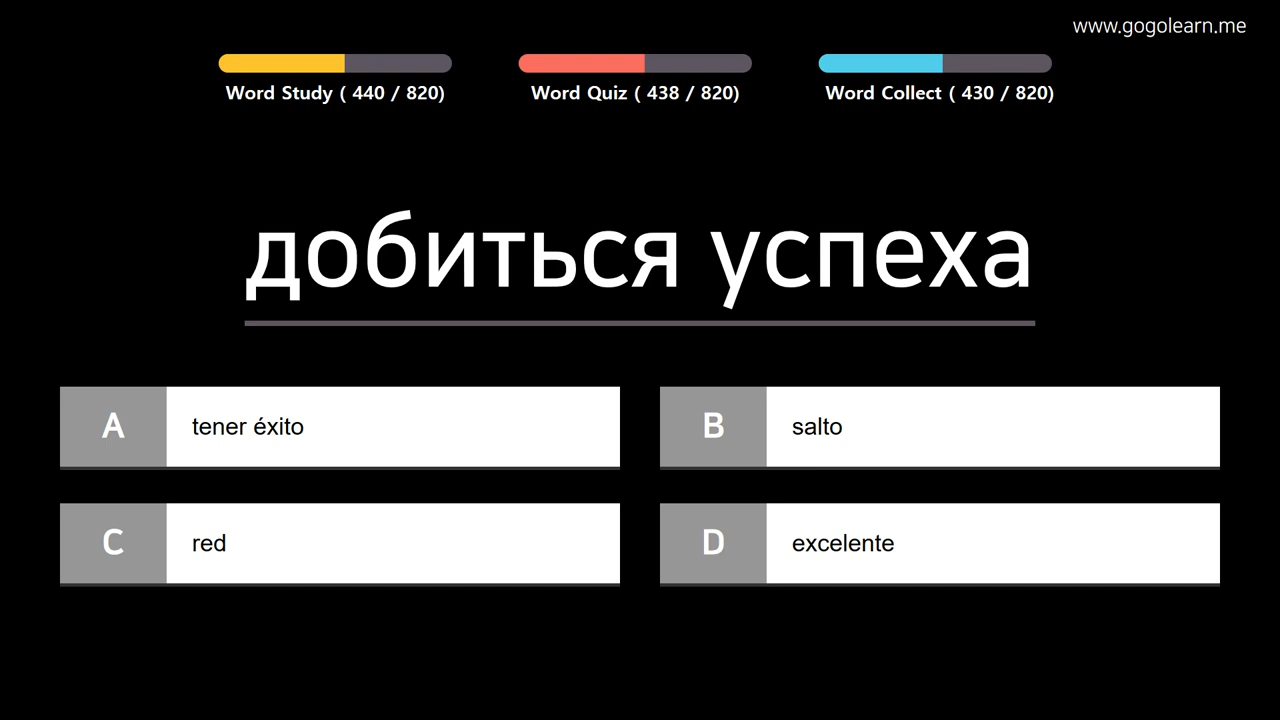 www.gogolearn.me
Word Study ( 440 / 820)
Word Quiz ( 438 / 820)
Word Collect ( 430 / 820)
добиться успеха
A
tener éxito
B
salto
C
red
D
excelente